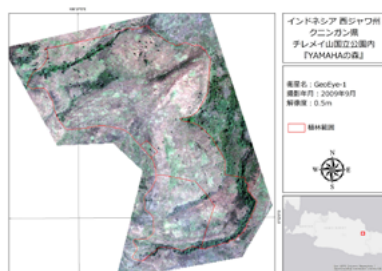 インドネシア 西ジャワ州
クニンガン県
チレメイ山国立公園内
『YAMAHAの森』
衛星名：GeoEye-1
撮影年月：2009年9月
解像度：0.5m
植林範囲
N
W
E
S